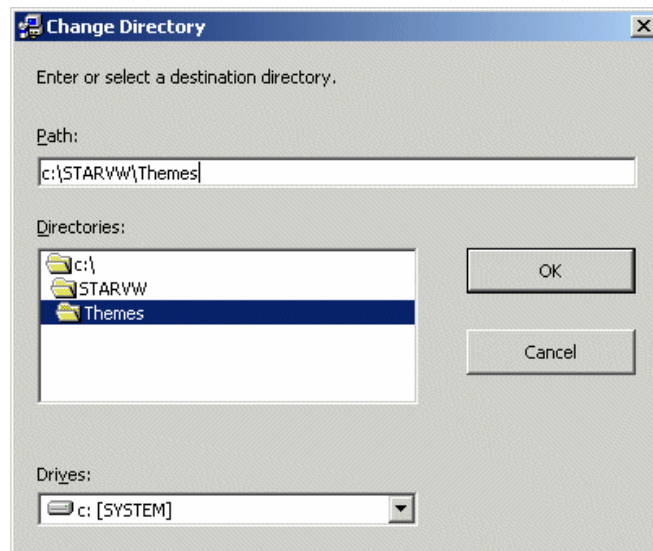 Change Directory
Enter or select a destination directory.
Path:
c:\STARVW\Themes
Directories:
c:\
STARVW
Themes
OK
Cancel
Drives:
c: [SYSTEM]